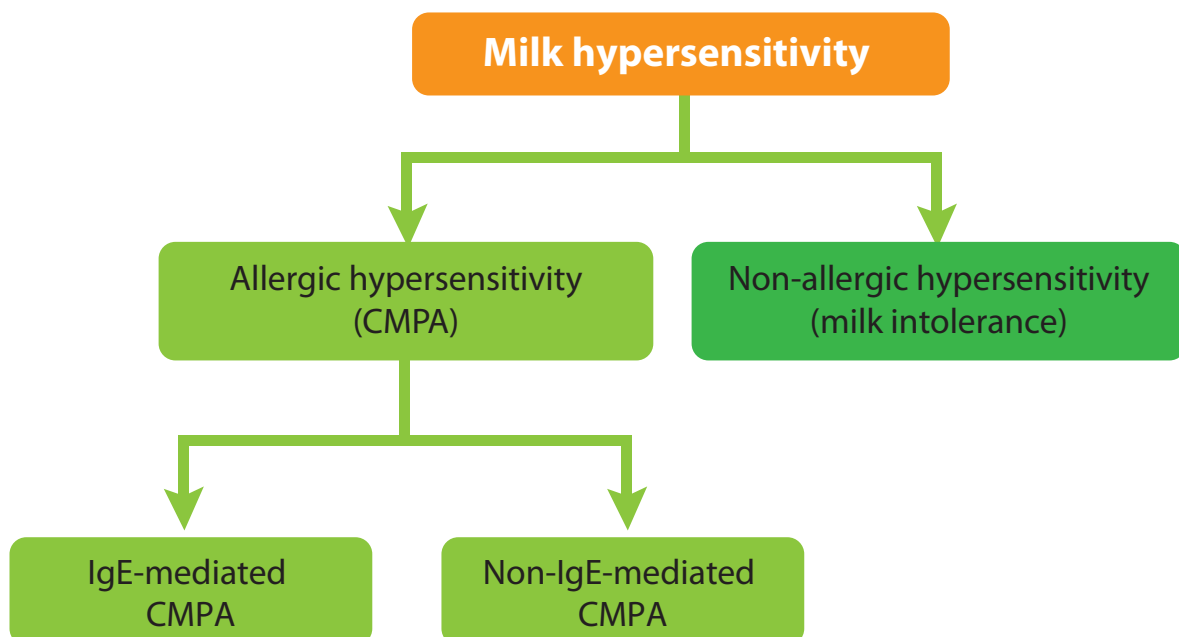 Milk hypersensitivity
Allergic hypersensitivity
(CMPA)
Non-allergic hypersensitivity
(milk intolerance)
IgE-mediated
CMPA
Non-IgE-mediated
CMPA